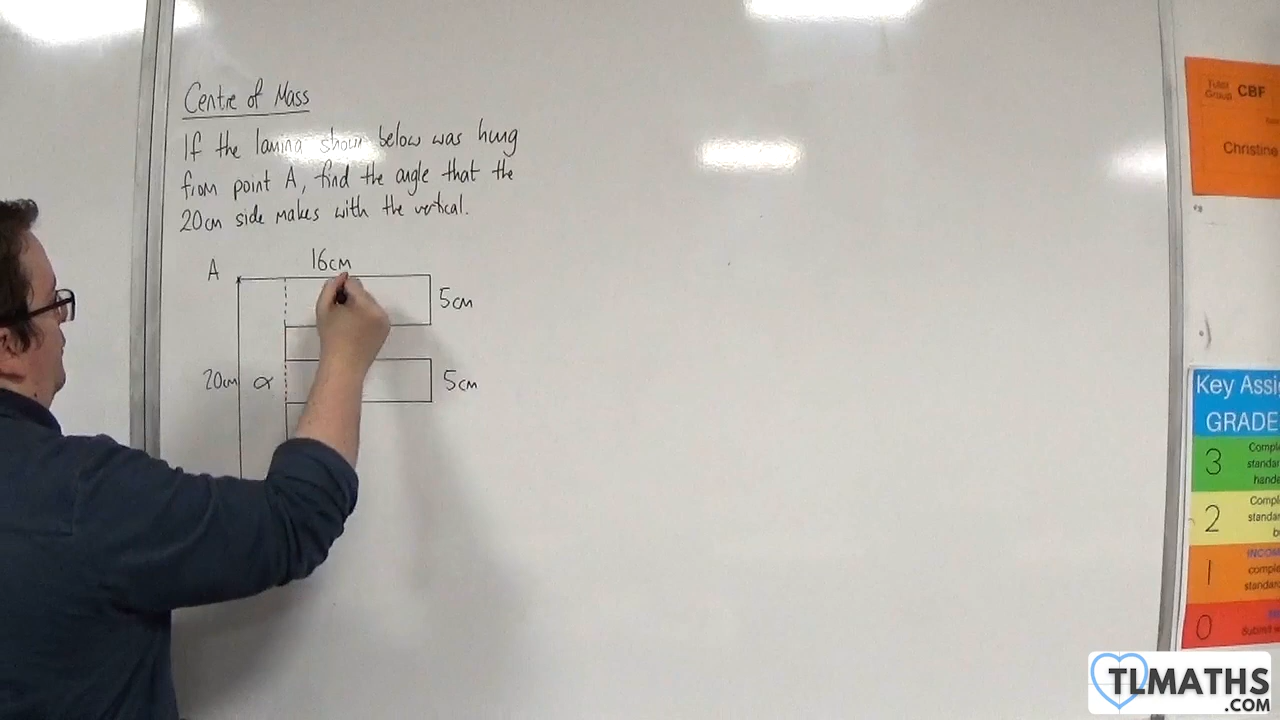 Centre of Mass
If the lamina shown below was hung
from point A, find the angle that the
20cm side makes with the vertical.
A
16cm
5cm
20cm
α
5cm
Tutor
Group
CBF
Christine
Key Assi
GRADE
3
Compl
standar
hande
2
Compl
standar
1
INCOM
comple
standar
0
Submit
TLMATHS
.COM